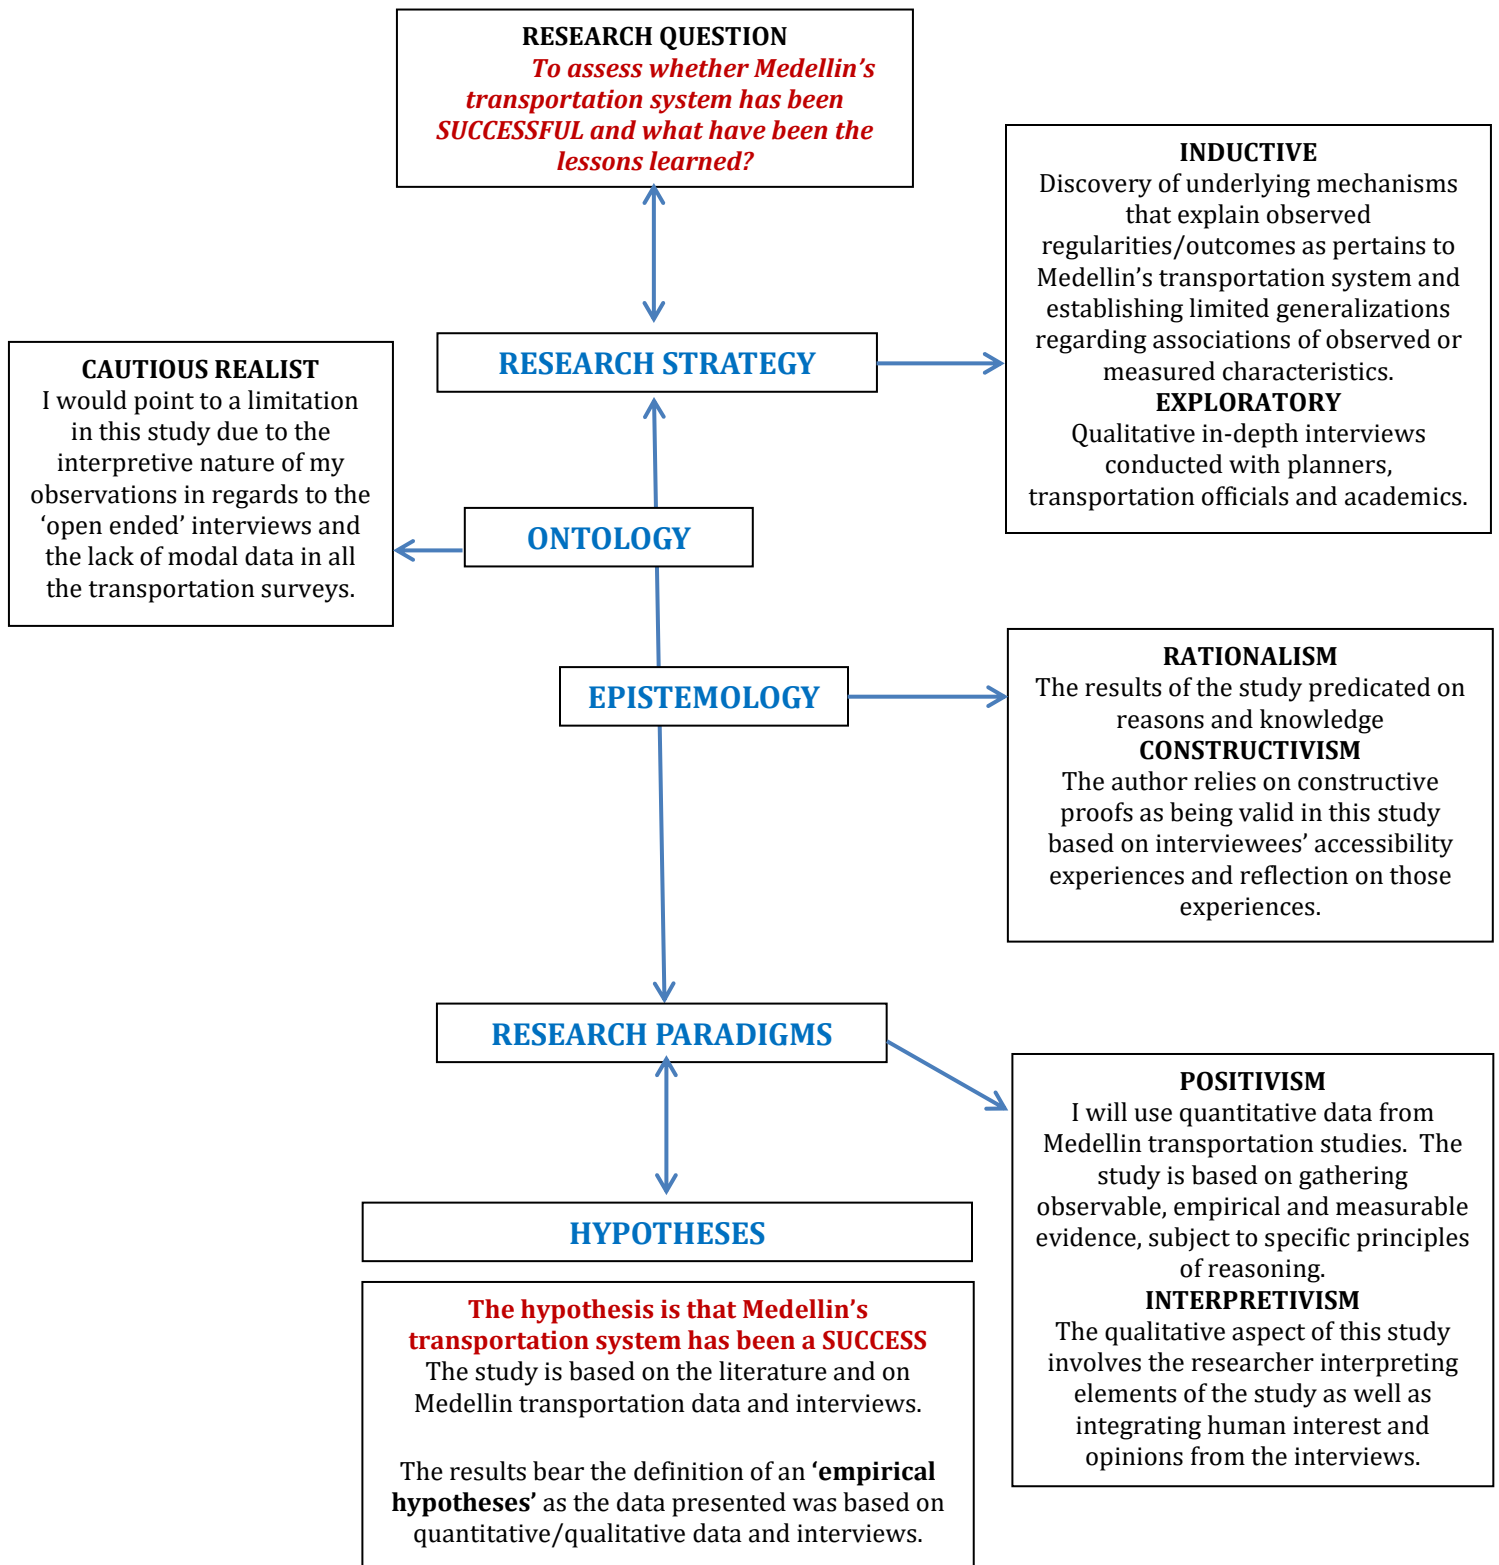 RESEARCH QUESTION
To assess whether Medellin’s
transportation system has been
SUCCESSFUL and what have been the
lessons learned?
INDUCTIVE
Discovery of underlying mechanisms
that explain observed
regularities/outcomes as pertains to
Medellin’s transportation system and
establishing limited generalizations
regarding associations of observed or
measured characteristics.
EXPLORATORY
Qualitative in-depth interviews
conducted with planners,
transportation officials and academics.
RESEARCH STRATEGY
CAUTIOUS REALIST
I would point to a limitation
in this study due to the
interpretive nature of my
observations in regards to the
‘open ended’ interviews and
the lack of modal data in all
the transportation surveys.
ONTOLOGY
EPISTEMOLOGY
RATIONALISM
The results of the study predicated on
reasons and knowledge
CONSTRUCTIVISM
The author relies on constructive
proofs as being valid in this study
based on interviewees’ accessibility
experiences and reflection on those
experiences.
RESEARCH PARADIGMS
POSITIVISM
I will use quantitative data from
Medellin transportation studies.  The
study is based on gathering
observable, empirical and measurable
evidence, subject to specific principles
of reasoning.
INTERPRETIVISM
The qualitative aspect of this study
involves the researcher interpreting
elements of the study as well as
integrating human interest and
opinions from the interviews.
HYPOTHESES
The hypothesis is that Medellin’s
transportation system has been a SUCCESS
The study is based on the literature and on
Medellin transportation data and interviews.
The results bear the definition of an ‘empirical
hypotheses’ as the data presented was based on
quantitative/qualitative data and interviews.